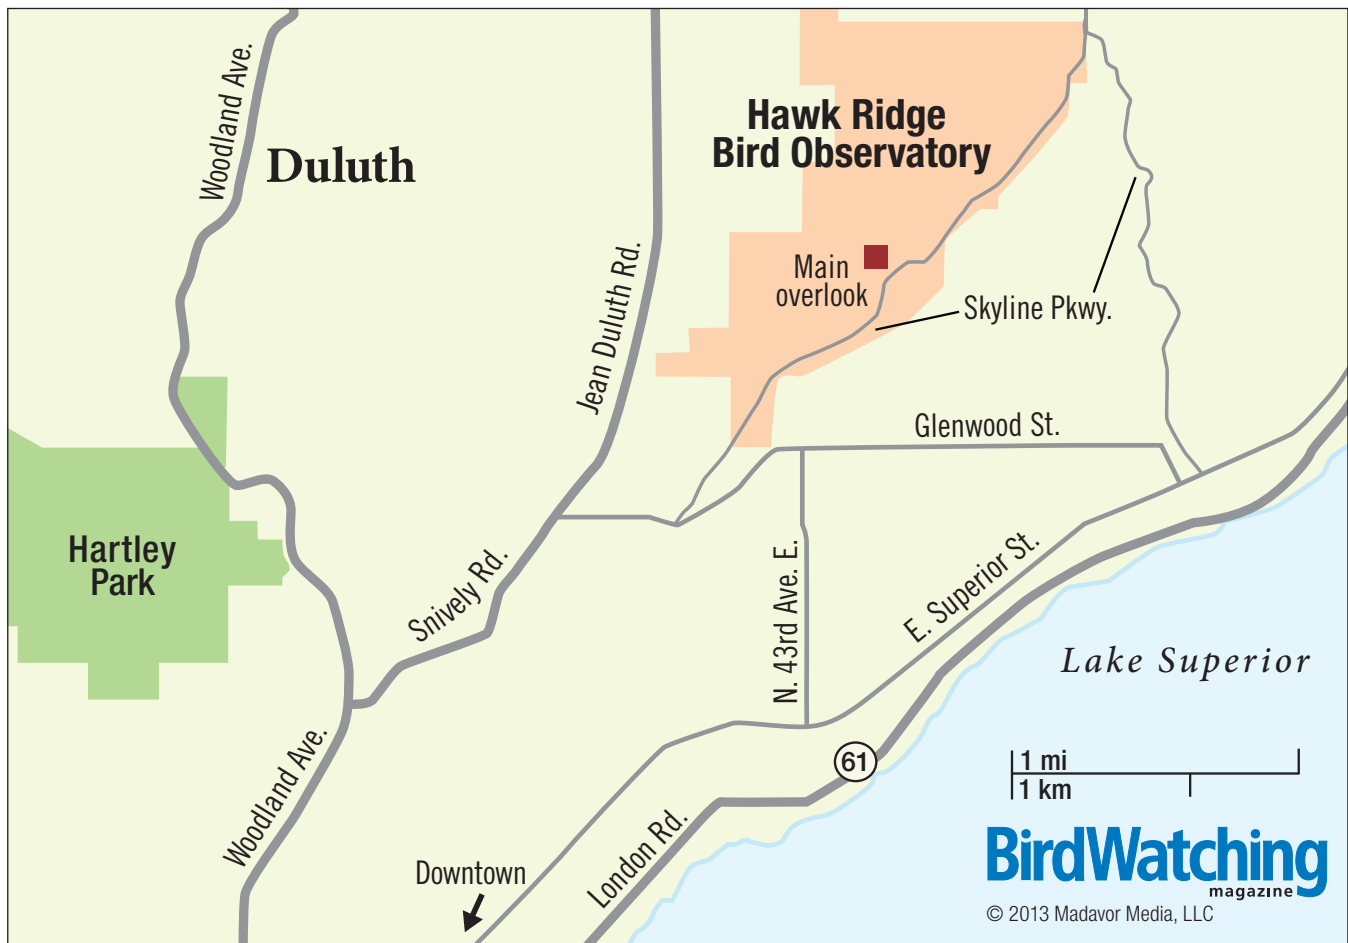 Woodland Ave.
Duluth
Hawk Ridge
Bird Observatory
Jean Duluth Rd.
Main
overlook
Skyline Pkwy.
Glenwood St.
Hartley
Park
Snively Rd.
N. 43rd Ave. E.
E. Superior St.
Lake Superior
Woodland Ave.
61
1 mi
1 km
London Rd.
Downtown
BirdWatching
magazine
© 2013 Madavor Media, LLC